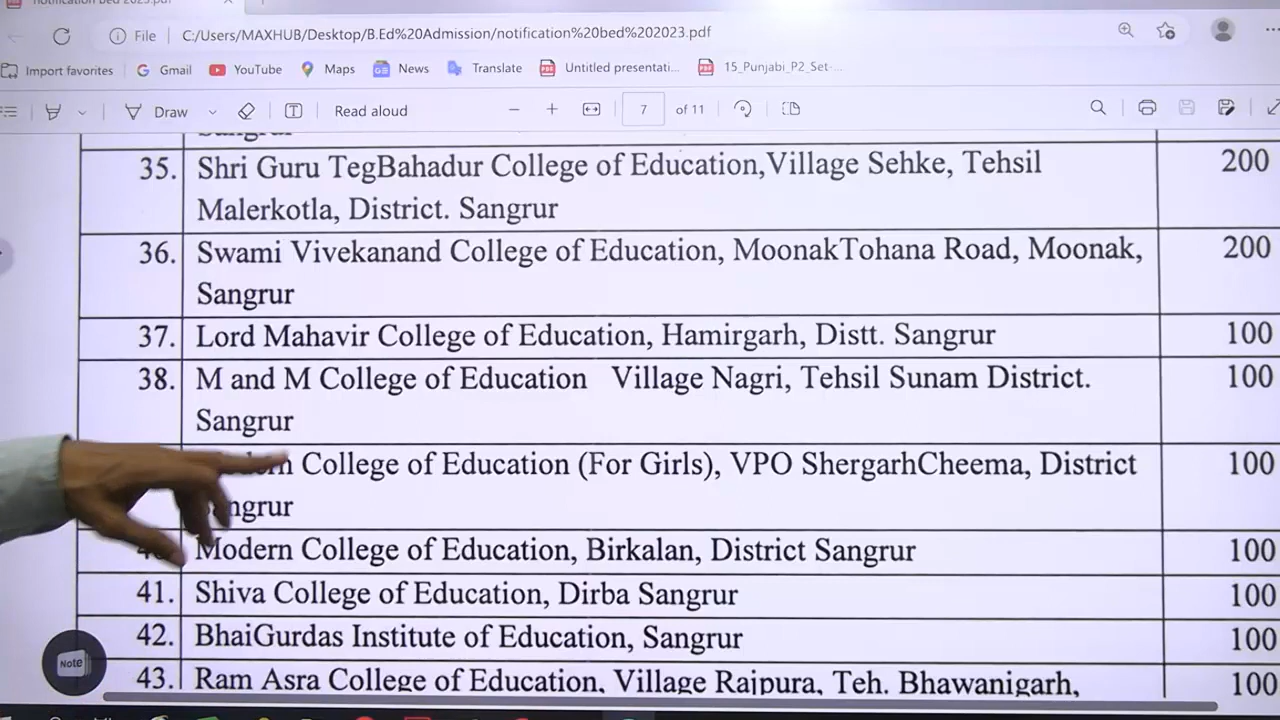 notification bed 2023.pdf
File C:/Users/MAXHUB/Desktop/B.Ed%20Admission/notification%20bed%202023.pdf
Import favorites Gmail YouTube Maps News Translate Untitled presentati... 15_Punjabi_P2_Set-...
Draw Read aloud 7 of 11
Sangrur
35. Shri Guru TegBahadur College of Education,Village Sehke, Tehsil 200
Malerkotla, District. Sangrur
36. Swami Vivekanand College of Education, MoonakTohana Road, Moonak, 200
Sangrur
37. Lord Mahavir College of Education, Hamirgarh, Distt. Sangrur 100
38. M and M College of Education Village Nagri, Tehsil Sunam District. 100
Sangrur
College of Education (For Girls), VPO ShergarhCheema, District 100
Modern College of Education, Birkalan, District Sangrur 100
41. Shiva College of Education, Dirba Sangrur 100
42. BhaiGurdas Institute of Education, Sangrur 100
43. Ram Asra College of Education, Village Rajpura, Teh. Bhawanigarh, 100
Note